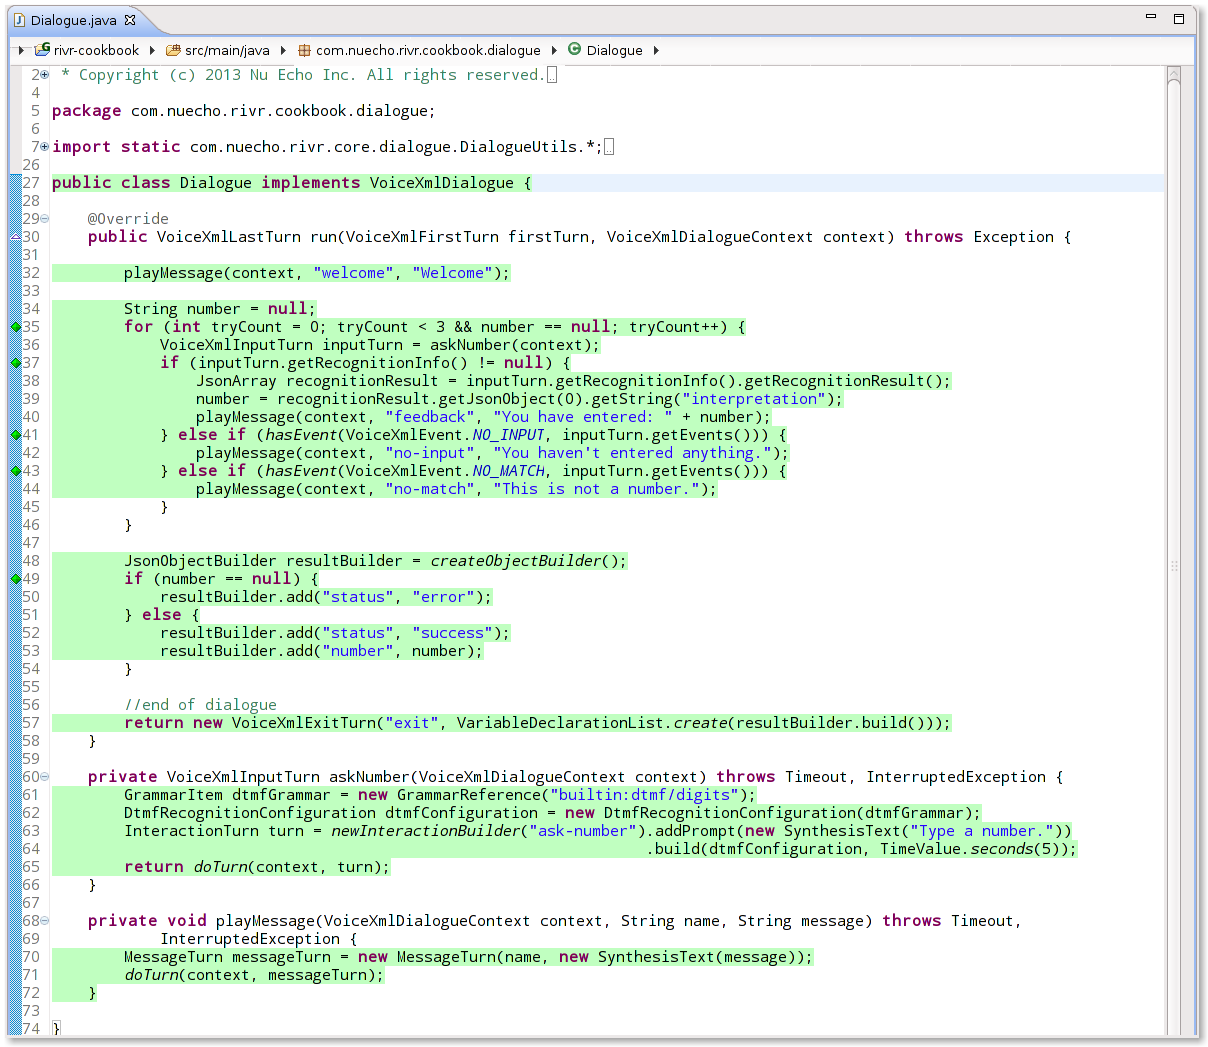 Dialogue.java
rivr-cookbook src/main/java com.nuecho.rivr.cookbook.dialogue Dialogue
2 * Copyright (c) 2013 Nu Echo Inc. All rights reserved.
4
5 package com.nuecho.rivr.cookbook.dialogue;
6
7 import static com.nuecho.rivr.core.dialogue.DialogueUtils.*;
26
27 public class Dialogue implements VoiceXmlDialogue {
28
29 @Override
30 public VoiceXmlLastTurn run(VoiceXmlFirstTurn firstTurn, VoiceXmlDialogueContext context) throws Exception {
31
32 playMessage(context, "welcome", "Welcome");
33
34 String number = null;
35 for (int tryCount = 0; tryCount < 3 && number == null; tryCount++) {
36 VoiceXmlInputTurn inputTurn = askNumber(context);
37 if (inputTurn.getRecognitionInfo() != null) {
38 JsonArray recognitionResult = inputTurn.getRecognitionInfo().getRecognitionResult();
39 number = recognitionResult.getJsonObject(0).getString("interpretation");
40 playMessage(context, "feedback", "You have entered: " + number);
41 } else if (hasEvent(VoiceXmlEvent.NO_INPUT, inputTurn.getEvents())) {
42 playMessage(context, "no-input", "You haven't entered anything.");
43 } else if (hasEvent(VoiceXmlEvent.NO_MATCH, inputTurn.getEvents())) {
44 playMessage(context, "no-match", "This is not a number.");
45 }
46 }
47
48 JsonObjectBuilder resultBuilder = createObjectBuilder();
49 if (number == null) {
50 resultBuilder.add("status", "error");
51 } else {
52 resultBuilder.add("status", "success");
53 resultBuilder.add("number", number);
54 }
55
56 //end of dialogue
57 return new VoiceXmlExitTurn("exit", VariableDeclarationList.create(resultBuilder.build()));
58 }
59
60 private VoiceXmlInputTurn askNumber(VoiceXmlDialogueContext context) throws Timeout, InterruptedException {
61 GrammarItem dtmfGrammar = new GrammarReference("builtin:dtmf/digits");
62 DtmfRecognitionConfiguration dtmfConfiguration = new DtmfRecognitionConfiguration(dtmfGrammar);
63 InteractionTurn turn = newInteractionBuilder("ask-number").addPrompt(new SynthesisText("Type a number."))
64 .build(dtmfConfiguration, TimeValue.seconds(5));
65 return doTurn(context, turn);
66 }
67
68 private void playMessage(VoiceXmlDialogueContext context, String name, String message) throws Timeout,
69 InterruptedException {
70 MessageTurn messageTurn = new MessageTurn(name, new SynthesisText(message));
71 doTurn(context, messageTurn);
72 }
73
74 }